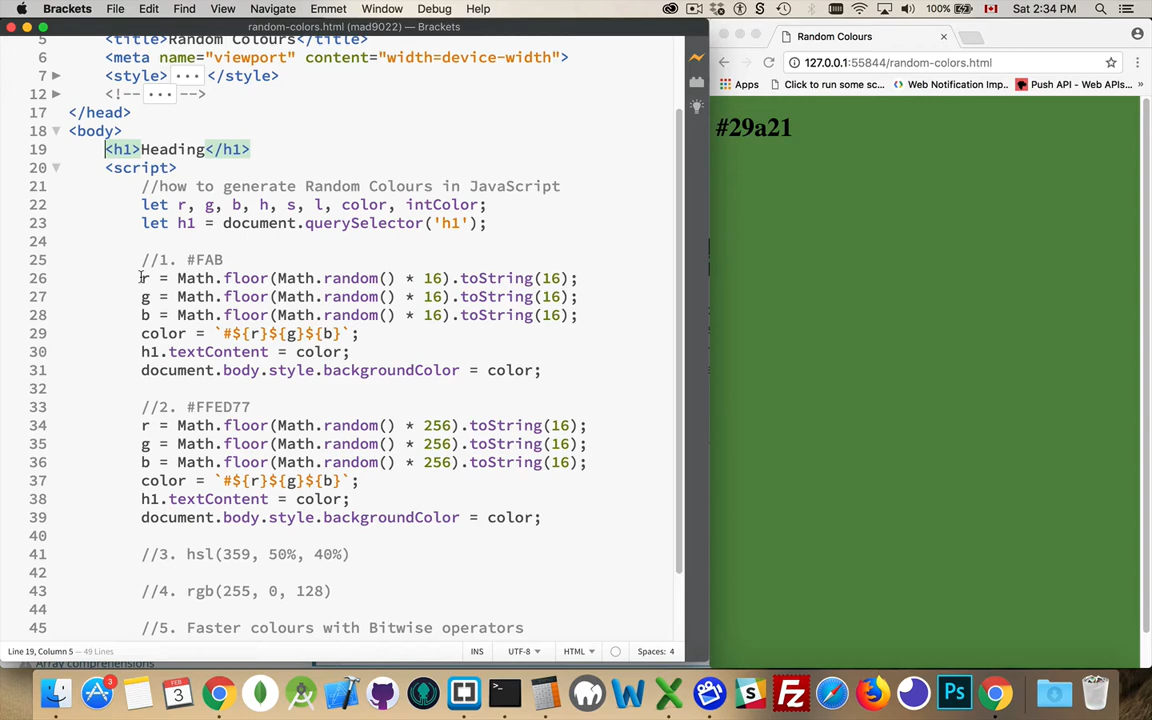 Brackets File Edit Find View Navigate Emmet Window Debug Help
100% Sat 2:34 PM
random-colors.html (mad9022) — Brackets
5 <title>Random Colours</title>
6 <meta name="viewport" content="width=device-width">
7 <style> ... </style>
12 <!-- ... -->
17 </head>
18 <body>
19 <h1>Heading</h1>
20 <script>
21 //how to generate Random Colours in JavaScript
22 let r, g, b, h, s, l, color, intColor;
23 let h1 = document.querySelector('h1');
24
25 //1. #FAB
26 r = Math.floor(Math.random() * 16).toString(16);
27 g = Math.floor(Math.random() * 16).toString(16);
28 b = Math.floor(Math.random() * 16).toString(16);
29 color = `#${r}${g}${b}`;
30 h1.textContent = color;
31 document.body.style.backgroundColor = color;
32
33 //2. #FFED77
34 r = Math.floor(Math.random() * 256).toString(16);
35 g = Math.floor(Math.random() * 256).toString(16);
36 b = Math.floor(Math.random() * 256).toString(16);
37 color = `#${r}${g}${b}`;
38 h1.textContent = color;
39 document.body.style.backgroundColor = color;
40
41 //3. hsl(359, 50%, 40%)
42
43 //4. rgb(255, 0, 128)
44
45 //5. Faster colours with Bitwise operators
Line 19, Column 5 — 49 Lines
INS UTF-8 HTML Spaces: 4
Array comprehensions
Random Colours
127.0.0.1:55844/random-colors.html
Apps Click to run some sc... Web Notification Imp.. Push API - Web APIs... »
#29a21
3
FEB
3